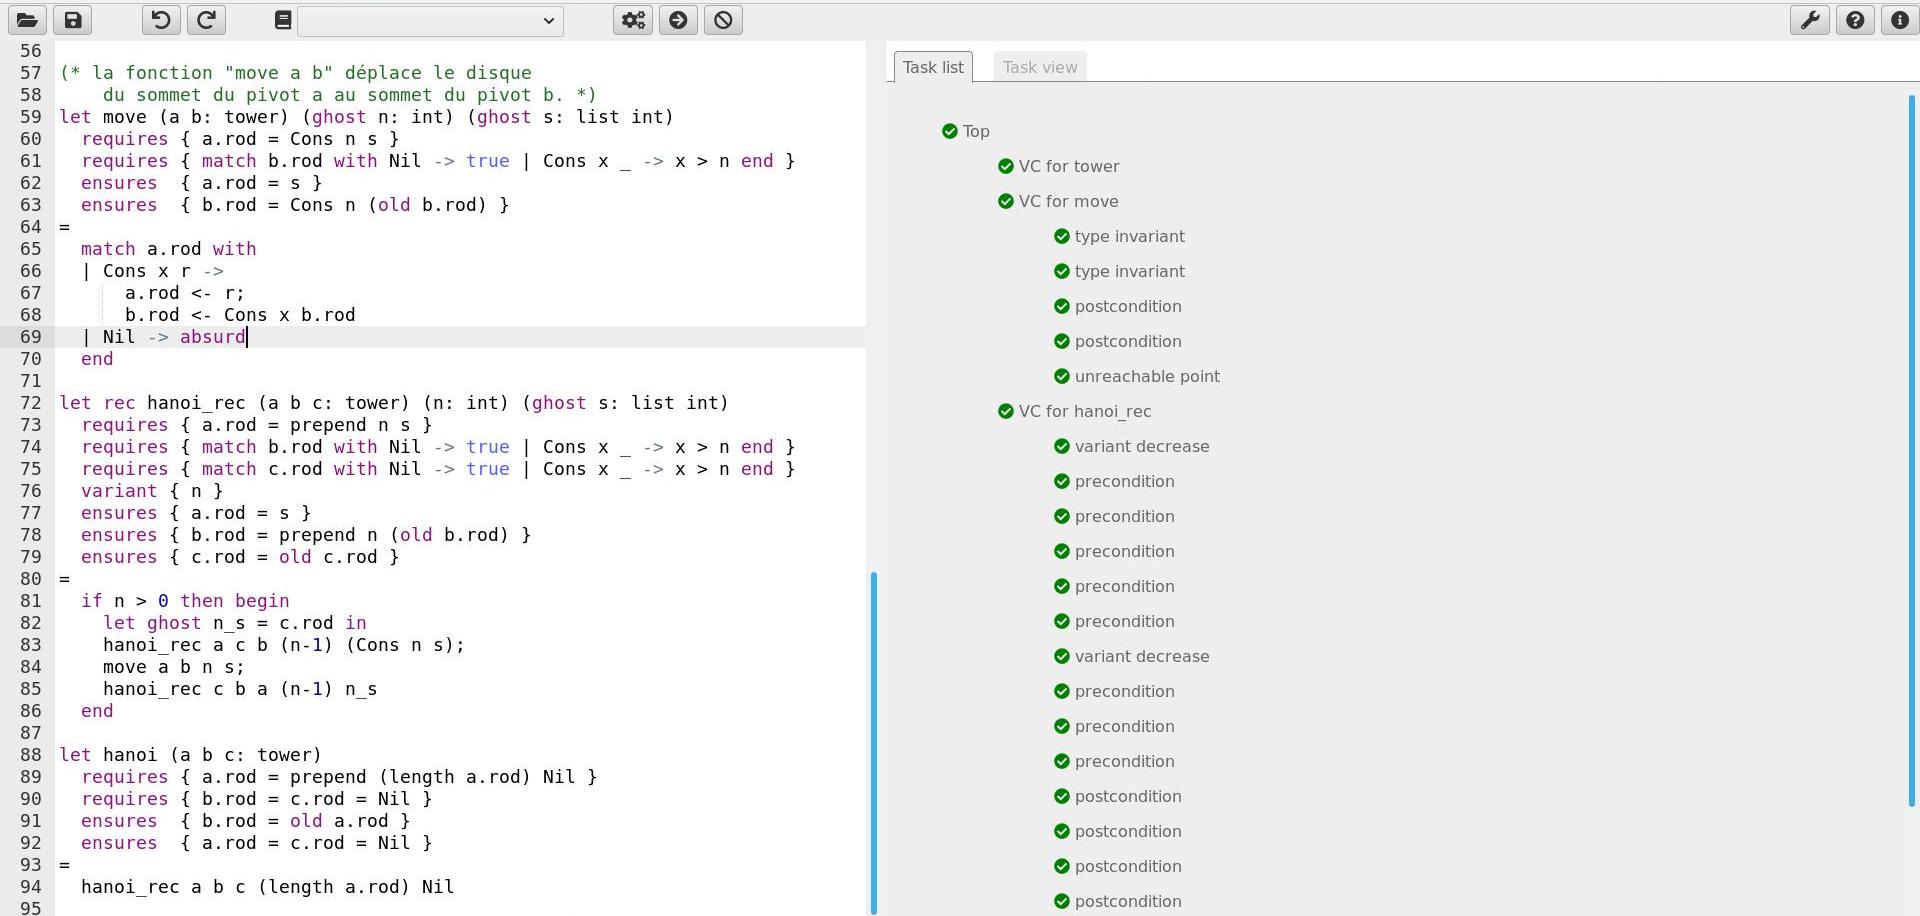 56
57 (* la fonction "move a b" déplace le disque
58     du sommet du pivot a au sommet du pivot b. *)
59 let move (a b: tower) (ghost n: int) (ghost s: list int)
60   requires { a.rod = Cons n s }
61   requires { match b.rod with Nil -> true | Cons x _ -> x > n end }
62   ensures  { a.rod = s }
63   ensures  { b.rod = Cons n (old b.rod) }
64 =
65   match a.rod with
66   | Cons x r ->
67       a.rod <- r;
68       b.rod <- Cons x b.rod
69   | Nil -> absurd
70   end
71
72 let rec hanoi_rec (a b c: tower) (n: int) (ghost s: list int)
73   requires { a.rod = prepend n s }
74   requires { match b.rod with Nil -> true | Cons x _ -> x > n end }
75   requires { match c.rod with Nil -> true | Cons x _ -> x > n end }
76   variant { n }
77   ensures { a.rod = s }
78   ensures { b.rod = prepend n (old b.rod) }
79   ensures { c.rod = old c.rod }
80 =
81   if n > 0 then begin
82     let ghost n_s = c.rod in
83     hanoi_rec a c b (n-1) (Cons n s);
84     move a b n s;
85     hanoi_rec c b a (n-1) n_s
86   end
87
88 let hanoi (a b c: tower)
89   requires { a.rod = prepend (length a.rod) Nil }
90   requires { b.rod = c.rod = Nil }
91   ensures  { b.rod = old a.rod }
92   ensures  { a.rod = c.rod = Nil }
93 =
94   hanoi_rec a b c (length a.rod) Nil
95
Task list
Task view
Top
VC for tower
VC for move
type invariant
type invariant
postcondition
postcondition
unreachable point
VC for hanoi_rec
variant decrease
precondition
precondition
precondition
precondition
precondition
variant decrease
precondition
precondition
precondition
postcondition
postcondition
postcondition
postcondition